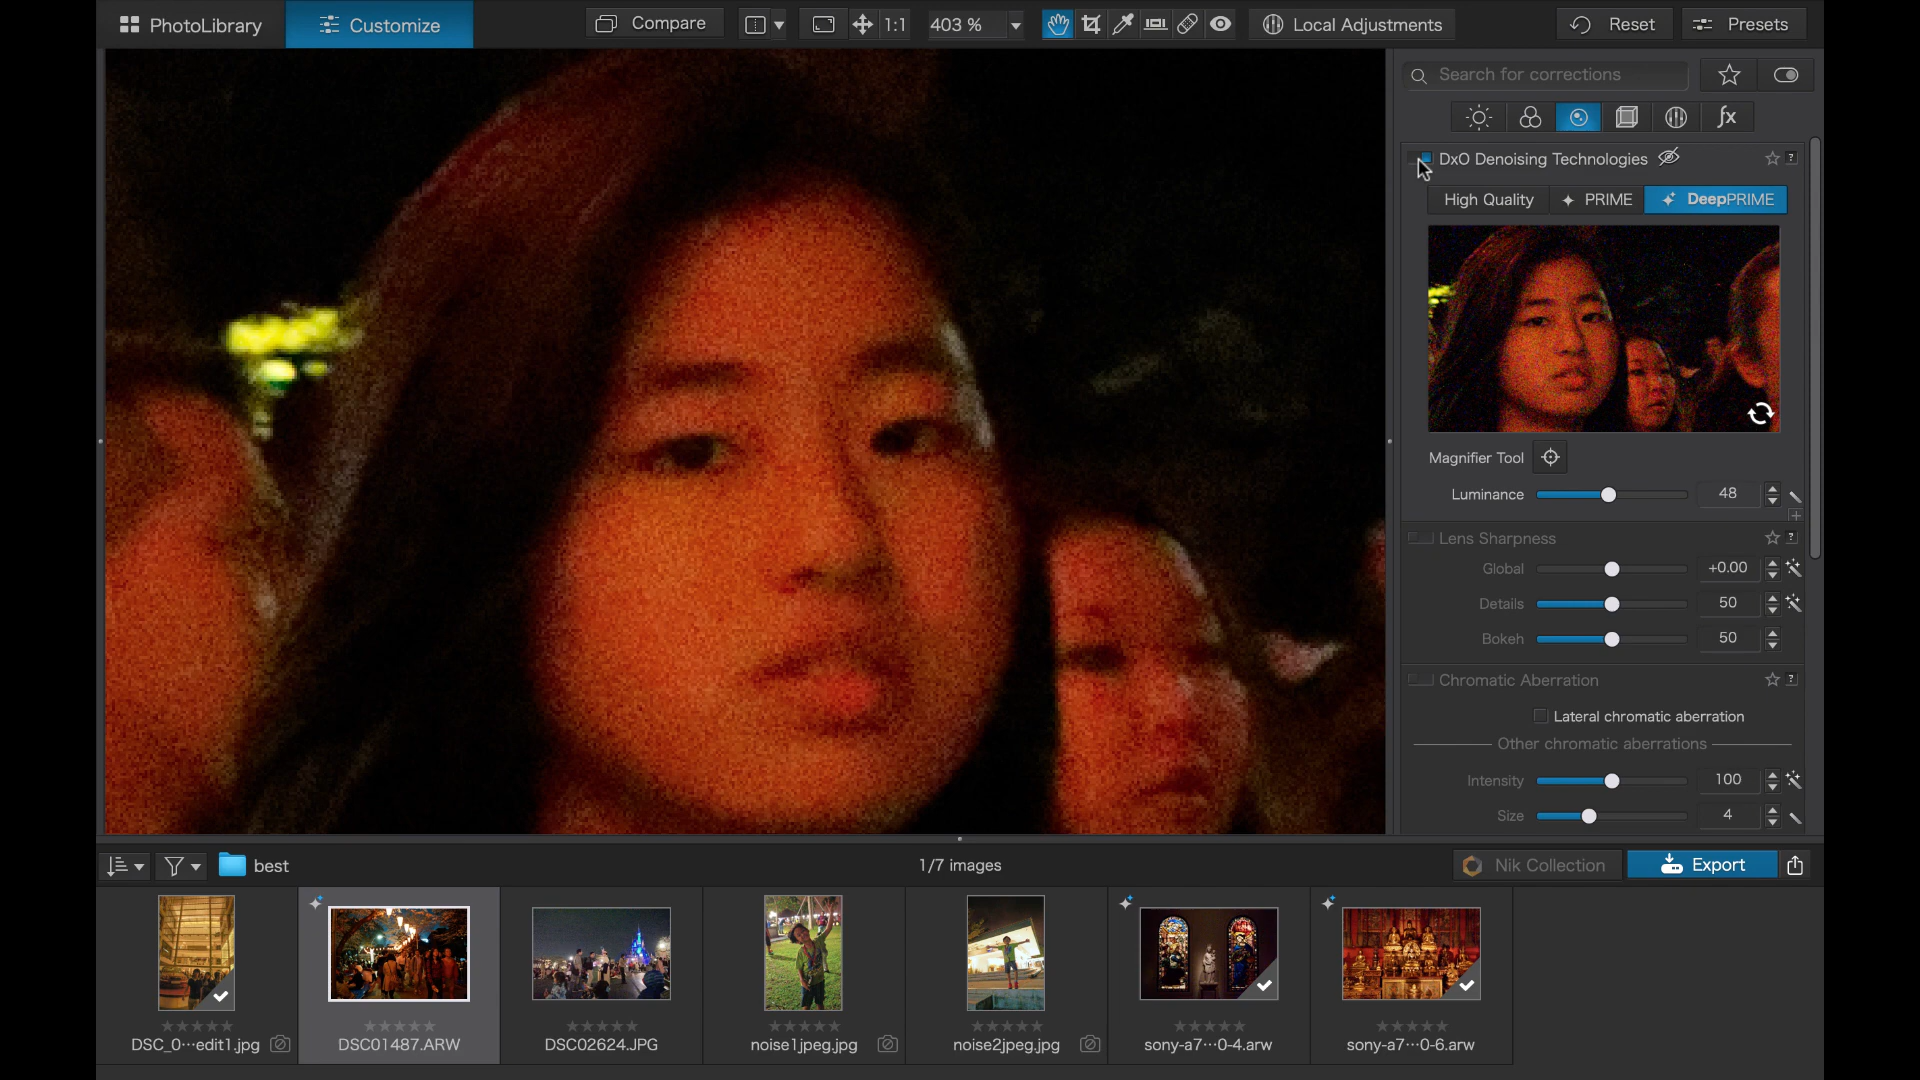 PhotoLibrary
Customize
Compare
1:1
403 %
Local Adjustments
Reset
Presets
Search for corrections
fx
DxO Denoising Technologies
?
High Quality
PRIME
DeepPRIME
Magnifier Tool
Luminance 48
Lens Sharpness
?
Global +0.00
Details 50
Bokeh 50
Chromatic Aberration
?
Lateral chromatic aberration
Other chromatic aberrations
Intensity 100
Size 4
best
1/7 images
Nik Collection
Export
DSC_0···edit1.jpg
DSC01487.ARW
DSC02624.JPG
noise1jpeg.jpg
noise2jpeg.jpg
sony-a7···0-4.arw
sony-a7···0-6.arw